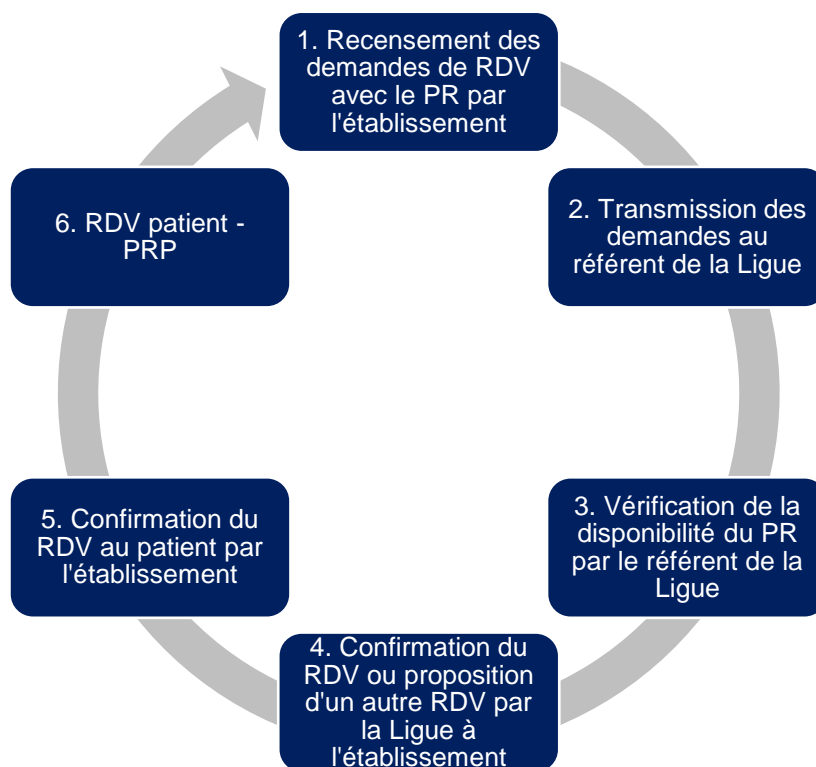 1. Recensement des
demandes de RDV
avec le PR par
l'établissement
2. Transmission des
demandes au
référent de la Ligue
3. Vérification de la
disponibilité du PR
par le référent de la
Ligue
4. Confirmation du
RDV ou proposition
d'un autre RDV par
la Ligue à
l'établissement
5. Confirmation du
RDV au patient par
l'établissement
6. RDV patient -
PRP